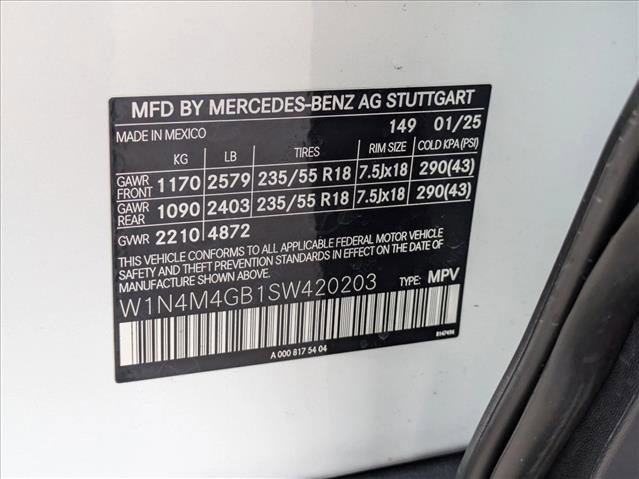 MFD BY MERCEDES-BENZ AG STUTTGART
MADE IN MEXICO 149 01/25
KG LB TIRES RIM SIZE COLD KPA (PSI)
GAWR FRONT 1170 2579 235/55 R18 7.5Jx18 290(43)
GAWR REAR 1090 2403 235/55 R18 7.5Jx18 290(43)
GVWR 2210 4872
THIS VEHICLE CONFORMS TO ALL APPLICABLE FEDERAL MOTOR VEHICLE
SAFETY AND THEFT PREVENTION STANDARDS IN EFFECT ON THE DATE OF
MANUFACTURE SHOWN ABOVE.
W1N4M4GB1SW420203 TYPE: MPV
A 000 817 54 04